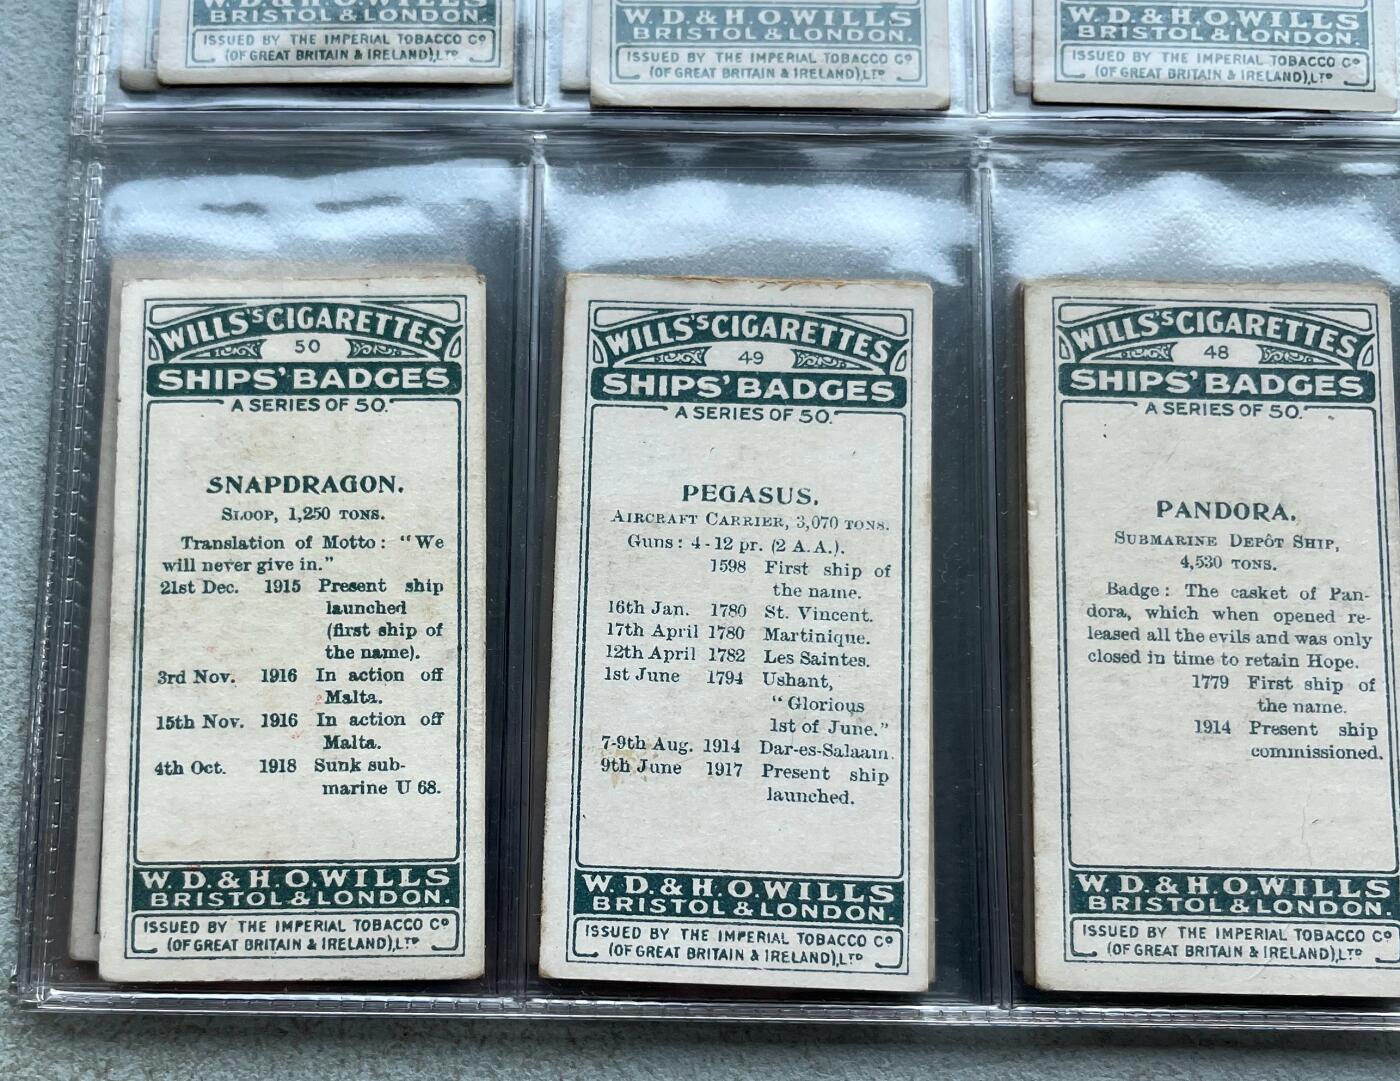 W. D. & H. O. WILLS
BRISTOL & LONDON.
ISSUED BY THE IMPERIAL TOBACCO Co
(OF GREAT BRITAIN & IRELAND), LTD
W. D. & H. O. WILLS
BRISTOL & LONDON.
ISSUED BY THE IMPERIAL TOBACCO Co
(OF GREAT BRITAIN & IRELAND), LTD
W. D. & H. O. WILLS
BRISTOL & LONDON.
ISSUED BY THE IMPERIAL TOBACCO Co
(OF GREAT BRITAIN & IRELAND), LTD
WILLS'S CIGARETTES
50
SHIPS' BADGES
A SERIES OF 50.
SNAPDRAGON.
SLOOP, 1,250 TONS.
Translation of Motto: "We
will never give in."
21st Dec. 1915 Present ship
launched
(first ship of
the name).
3rd Nov. 1916 In action off
Malta.
15th Nov. 1916 In action off
Malta.
4th Oct. 1918 Sunk sub-
marine U 68.
W. D. & H. O. WILLS
BRISTOL & LONDON.
ISSUED BY THE IMPERIAL TOBACCO Co
(OF GREAT BRITAIN & IRELAND), LTD
WILLS'S CIGARETTES
49
SHIPS' BADGES
A SERIES OF 50.
PEGASUS.
AIRCRAFT CARRIER, 3,070 TONS.
Guns: 4-12 pr. (2 A.A.).
1598 First ship of
the name.
16th Jan. 1780 St. Vincent.
17th April 1780 Martinique.
12th April 1782 Les Saintes.
1st June 1794 Ushant,
"Glorious
1st of June."
7-9th Aug. 1914 Dar-es-Salaam.
9th June 1917 Present ship
launched.
W. D. & H. O. WILLS
BRISTOL & LONDON.
ISSUED BY THE IMPERIAL TOBACCO Co
(OF GREAT BRITAIN & IRELAND), LTD
WILLS'S CIGARETTES
48
SHIPS' BADGES
A SERIES OF 50.
PANDORA.
SUBMARINE DEPÔT SHIP,
4,530 TONS.
Badge: The casket of Pan-
dora, which when opened re-
leased all the evils and was only
closed in time to retain Hope.
1779 First ship of
the name.
1914 Present ship
commissioned.
W. D. & H. O. WILLS
BRISTOL & LONDON.
ISSUED BY THE IMPERIAL TOBACCO Co
(OF GREAT BRITAIN & IRELAND), LTD